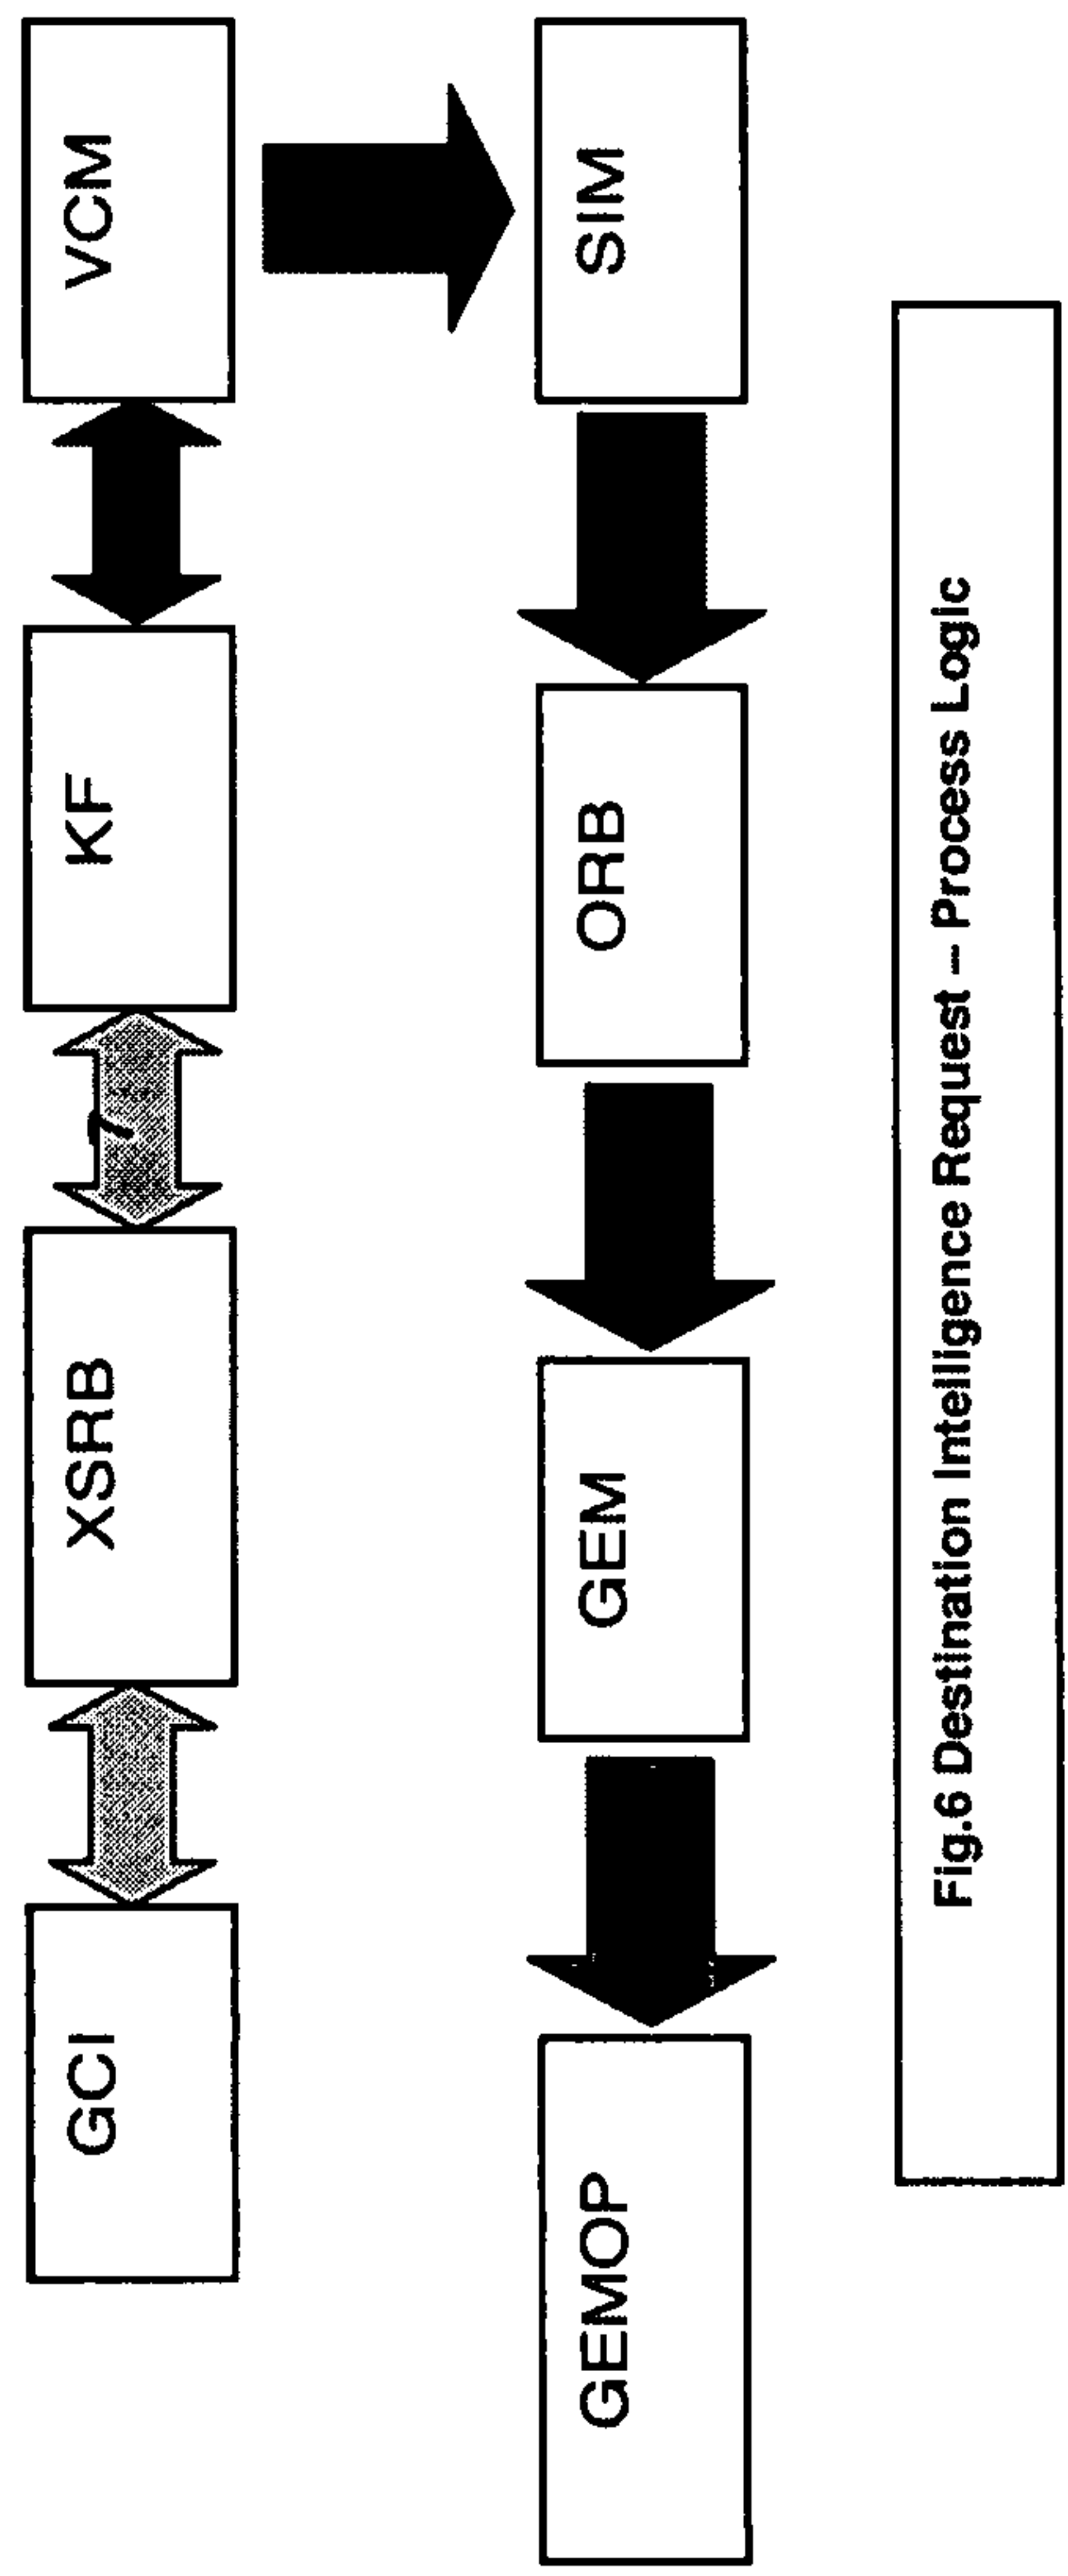 GCI
XSRB
KF
VCM
GEMOP
GEM
ORB
SIM
Fig.6 Destination Intelligence Request – Process Logic